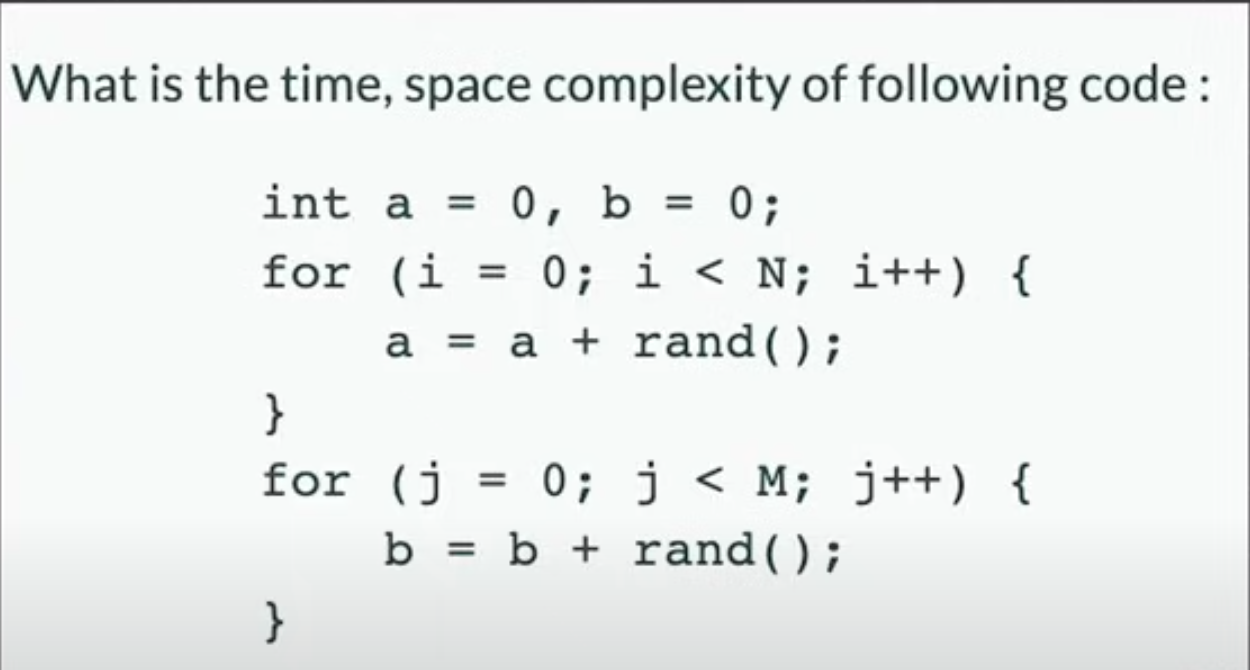 What is the time, space complexity of following code :
int a = 0, b = 0;
for (i = 0; i < N; i++) {
a = a + rand();
}
for (j = 0; j < M; j++) {
b = b + rand();
}